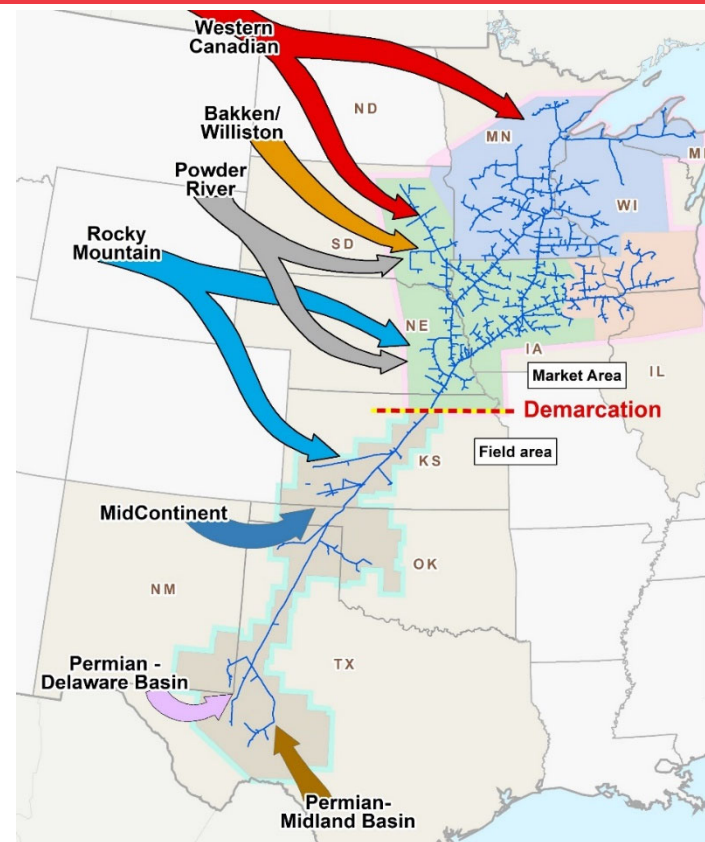 Western
Canadian
ND
MN
Bakken/
Williston
Powder
River
WI
Rocky
Mountain
SD
NE
IA
IL
Market Area
Demarcation
Field area
KS
MidContinent
OK
NM
TX
Permian -
Delaware Basin
Permian-
Midland Basin